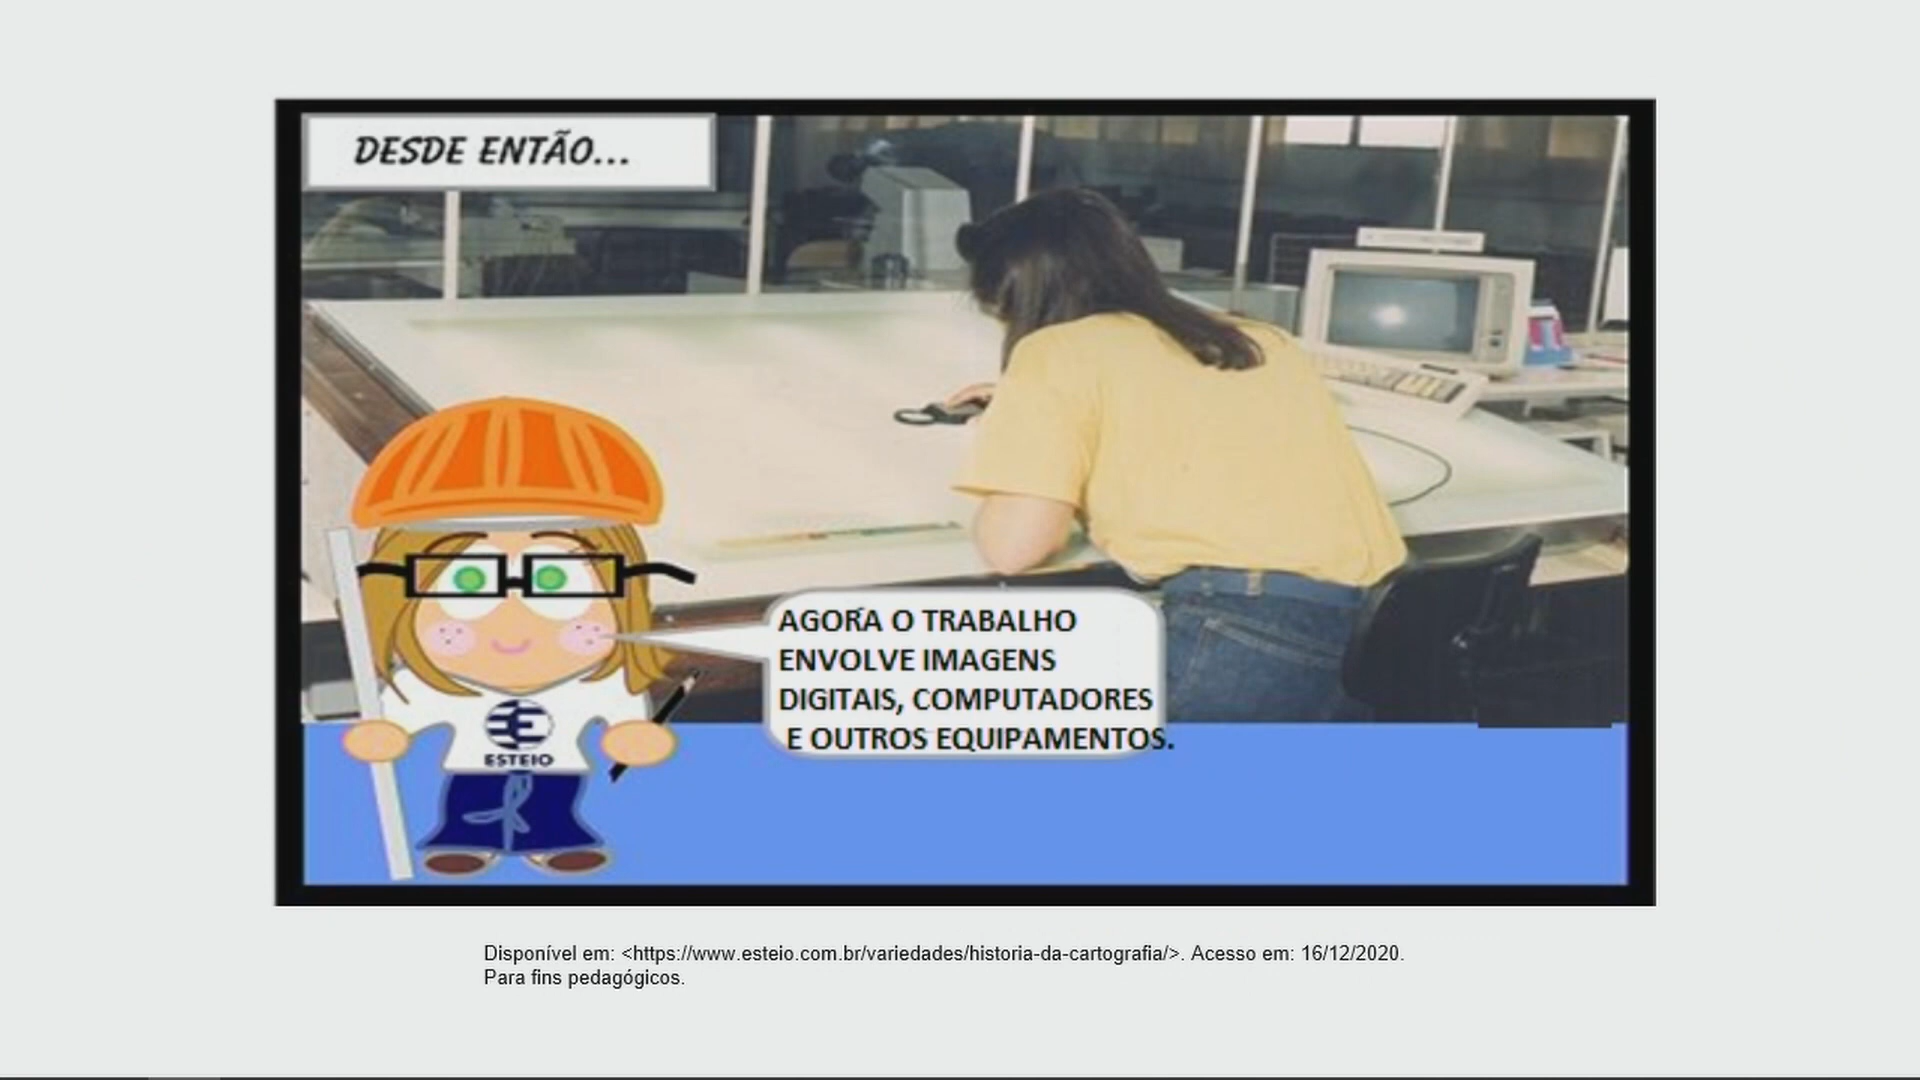 DESDE ENTÃO...
AGORA O TRABALHO
ENVOLVE IMAGENS
DIGITAIS, COMPUTADORES
E OUTROS EQUIPAMENTOS.
ESTEIO
Disponível em: <https://www.esteio.com.br/variedades/historia-da-cartografia/>. Acesso em: 16/12/2020.
Para fins pedagógicos.